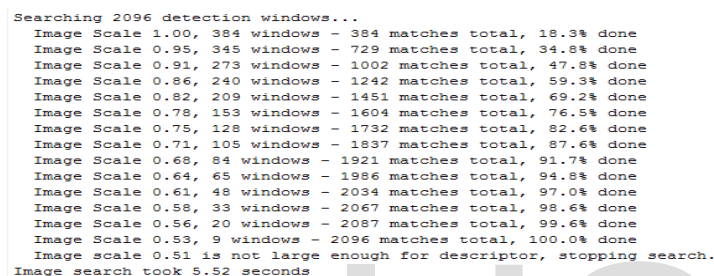 Searching 2096 detection windows...
Image Scale 1.00, 384 windows - 384 matches total, 18.3% done
Image Scale 0.95, 345 windows - 729 matches total, 34.8% done
Image Scale 0.91, 273 windows - 1002 matches total, 47.8% done
Image Scale 0.86, 240 windows - 1242 matches total, 59.3% done
Image Scale 0.82, 209 windows - 1451 matches total, 69.2% done
Image Scale 0.78, 153 windows - 1604 matches total, 76.5% done
Image Scale 0.75, 128 windows - 1732 matches total, 82.6% done
Image Scale 0.71, 105 windows - 1837 matches total, 87.6% done
Image Scale 0.68, 84 windows - 1921 matches total, 91.7% done
Image Scale 0.64, 65 windows - 1986 matches total, 94.8% done
Image Scale 0.61, 48 windows - 2034 matches total, 97.0% done
Image Scale 0.58, 33 windows - 2067 matches total, 98.6% done
Image Scale 0.56, 20 windows - 2087 matches total, 99.6% done
Image Scale 0.53, 9 windows - 2096 matches total, 100.0% done
Image scale 0.51 is not large enough for descriptor, stopping search.
Image search took 5.52 seconds